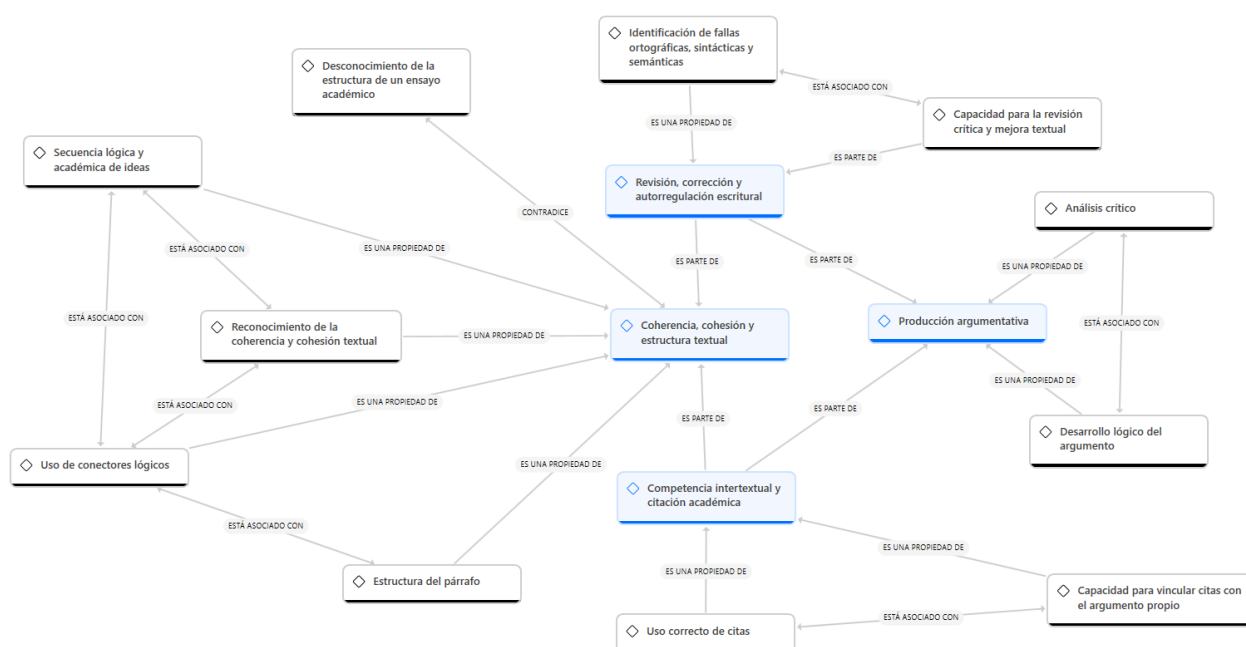 Identificación de fallas
ortográficas, sintácticas y
semánticas
Desconocimiento de la
estructura de un ensayo
académico
ESTÁ ASOCIADO CON
Capacidad para la revisión
crítica y mejora textual
ES UNA PROPIEDAD DE
Secuencia lógica y
académica de ideas
ES PARTE DE
Revisión, corrección y
autorregulación escritural
Análisis crítico
CONTRADICE
ESTÁ ASOCIADO CON
ES UNA PROPIEDAD DE
ES PARTE DE
ES PARTE DE
ES UNA PROPIEDAD DE
ESTÁ ASOCIADO CON
Reconocimiento de la
coherencia y cohesión textual
ES UNA PROPIEDAD DE
Coherencia, cohesión y
estructura textual
Producción argumentativa
ESTÁ ASOCIADO CON
ES UNA PROPIEDAD DE
ESTÁ ASOCIADO CON
ES UNA PROPIEDAD DE
ES PARTE DE
ES PARTE DE
Desarrollo lógico del
argumento
Uso de conectores lógicos
ES UNA PROPIEDAD DE
Competencia intertextual y
citación académica
ESTÁ ASOCIADO CON
ES UNA PROPIEDAD DE
Estructura del párrafo
ES UNA PROPIEDAD DE
Capacidad para vincular citas con
el argumento propio
ESTÁ ASOCIADO CON
Uso correcto de citas